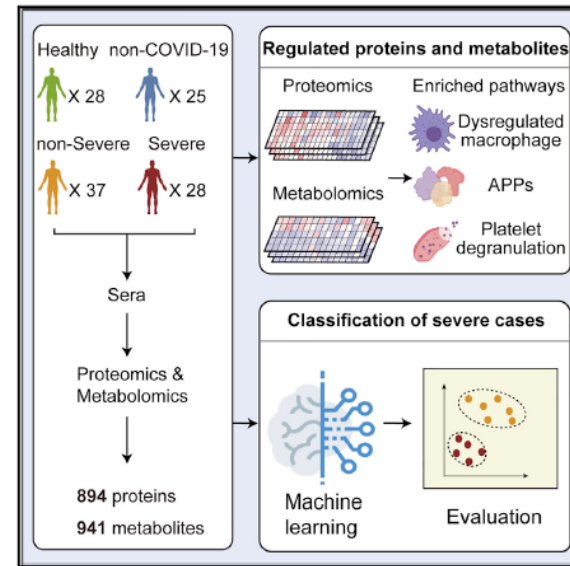 Healthy non-COVID-19
X 28 X 25
non-Severe Severe
X 37 X 28
Sera
Proteomics &
Metabolomics
894 proteins
941 metabolites
Regulated proteins and metabolites
Proteomics Enriched pathways
Dysregulated
macrophage
Metabolomics APPs
Platelet
degranulation
Classification of severe cases
Machine
learning
Evaluation